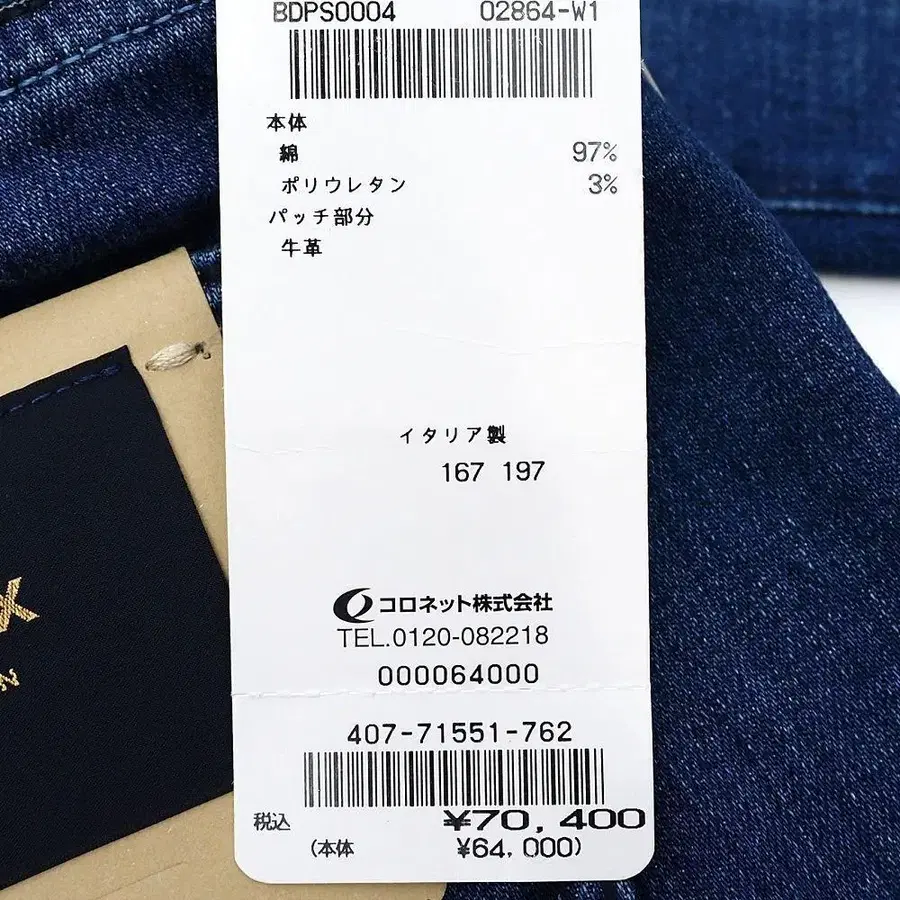 BDPS0004 02864-W1
本体
綿 97%
ポリウレタン 3%
パッチ部分
牛革
イタリア製
167 197
コロネット株式会社
TEL.0120-082218
000064000
407-71551-762
税込 ¥70,400
(本体 ¥64,000)
X